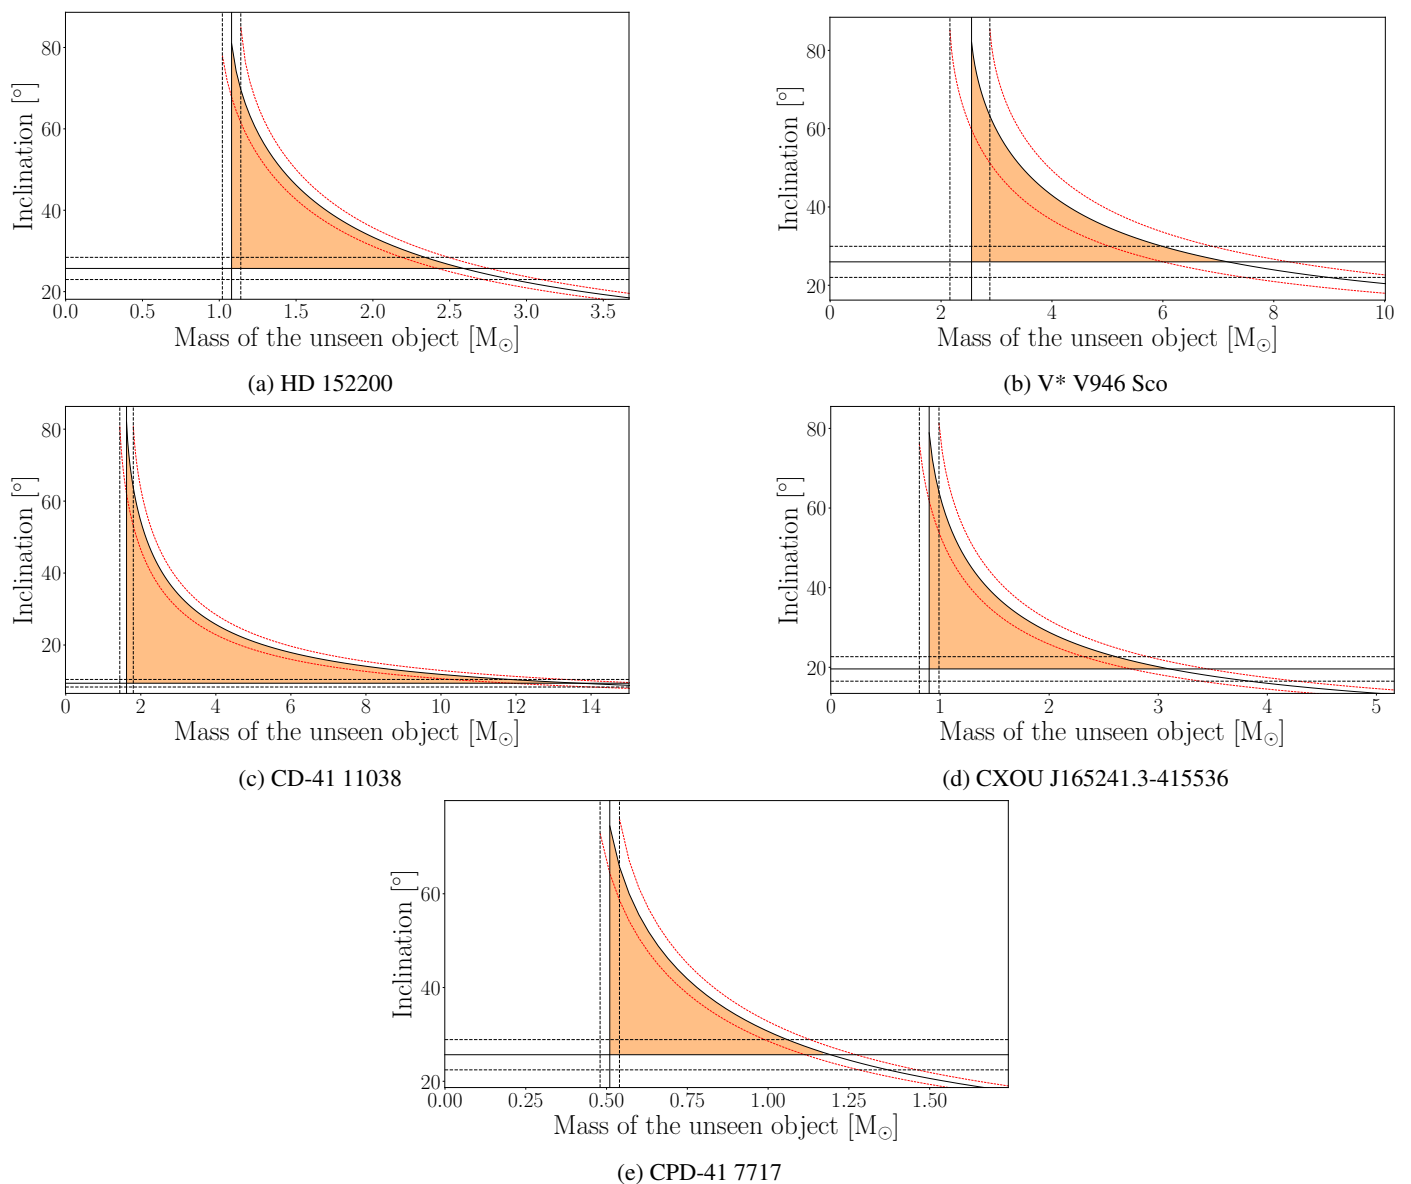 80
60
40
20
Inclination [°]
0.0 0.5 1.0 1.5 2.0 2.5 3.0 3.5
Mass of the unseen object [M☉]
(a) HD 152200
80
60
40
20
Inclination [°]
0 2 4 6 8 10
Mass of the unseen object [M☉]
(b) V* V946 Sco
80
60
40
20
Inclination [°]
0 2 4 6 8 10 12 14
Mass of the unseen object [M☉]
(c) CD-41 11038
80
60
40
20
Inclination [°]
0 1 2 3 4 5
Mass of the unseen object [M☉]
(d) CXOU J165241.3-415536
60
40
20
Inclination [°]
0.00 0.25 0.50 0.75 1.00 1.25 1.50
Mass of the unseen object [M☉]
(e) CPD-41 7717